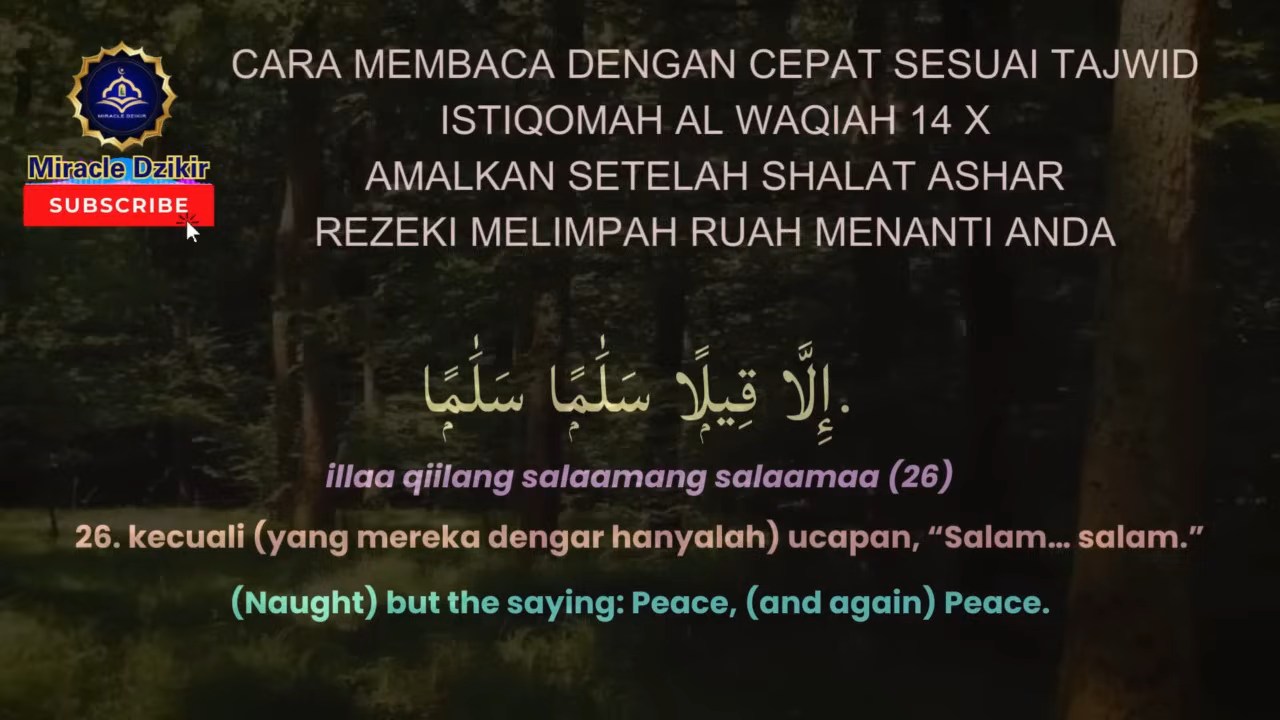 CARA MEMBACA DENGAN CEPAT SESUAI TAJWID
ISTIQOMAH AL WAQIAH 14 X
AMALKAN SETELAH SHALAT ASHAR
REZEKI MELIMPAH RUAH MENANTI ANDA
MIRACLE DZIKIR
Miracle Dzikir
SUBSCRIBE
إِلَّا قِيلًۭا سَلَٰمًۭا سَلَٰمًۭا.
illaa qiilang salaamang salaamaa (26)
26. kecuali (yang mereka dengar hanyalah) ucapan, “Salam... salam.”
(Naught) but the saying: Peace, (and again) Peace.